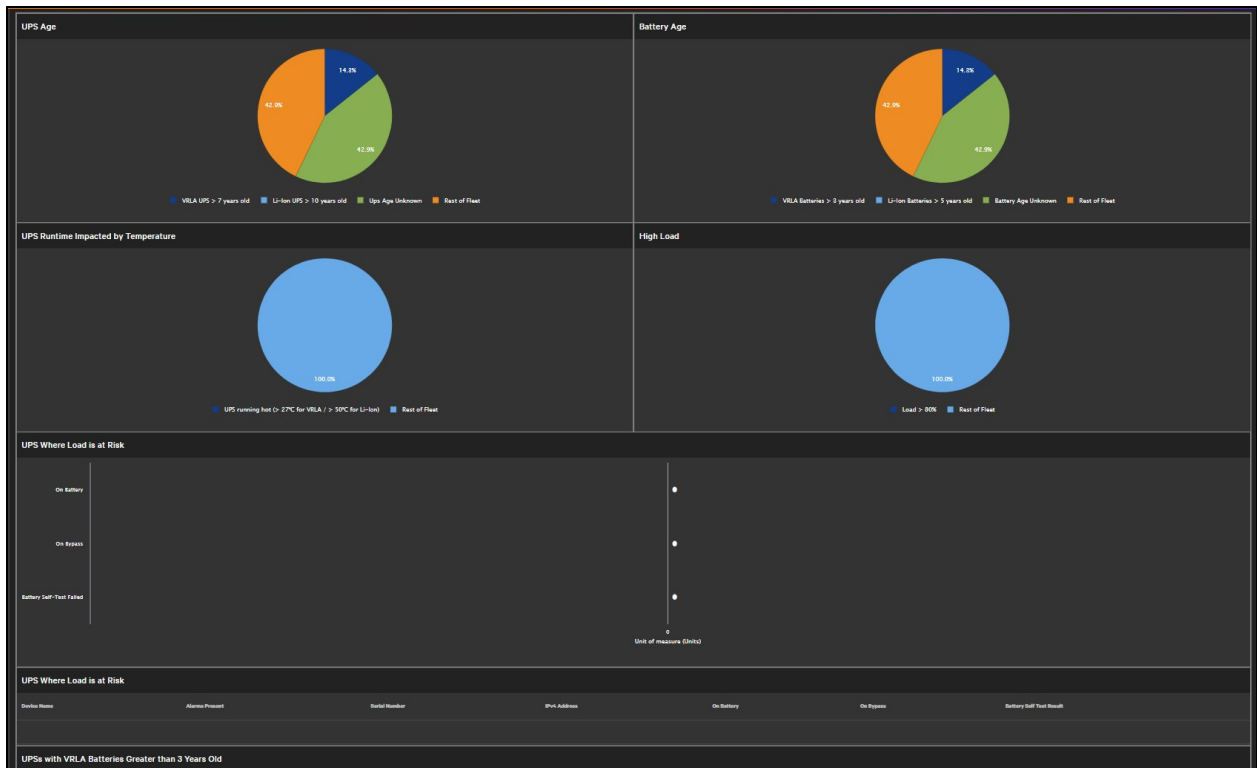 UPS Age
Battery Age
14.3%
42.9%
42.9%
14.3%
42.9%
42.9%
VRLA UPS > 7 years old Li-Ion UPS > 10 years old Ups Age Unknown Rest of Fleet
VRLA Batteries > 3 years old Li-Ion Batteries > 5 years old Battery Age Unknown Rest of Fleet
UPS Runtime Impacted by Temperature
High Load
100.0%
100.0%
UPS running hot (> 27°C for VRLA / > 50°C for Li-Ion) Rest of Fleet
Load > 80% Rest of Fleet
UPS Where Load is at Risk
On Battery
0
On Bypass
0
Battery Self-Test Failed
0
0
Unit of measure (Units)
UPS Where Load is at Risk
Device Name Alarms Present Serial Number IPv4 Address On Battery On Bypass Battery Self Test Result
UPSs with VRLA Batteries Greater than 3 Years Old